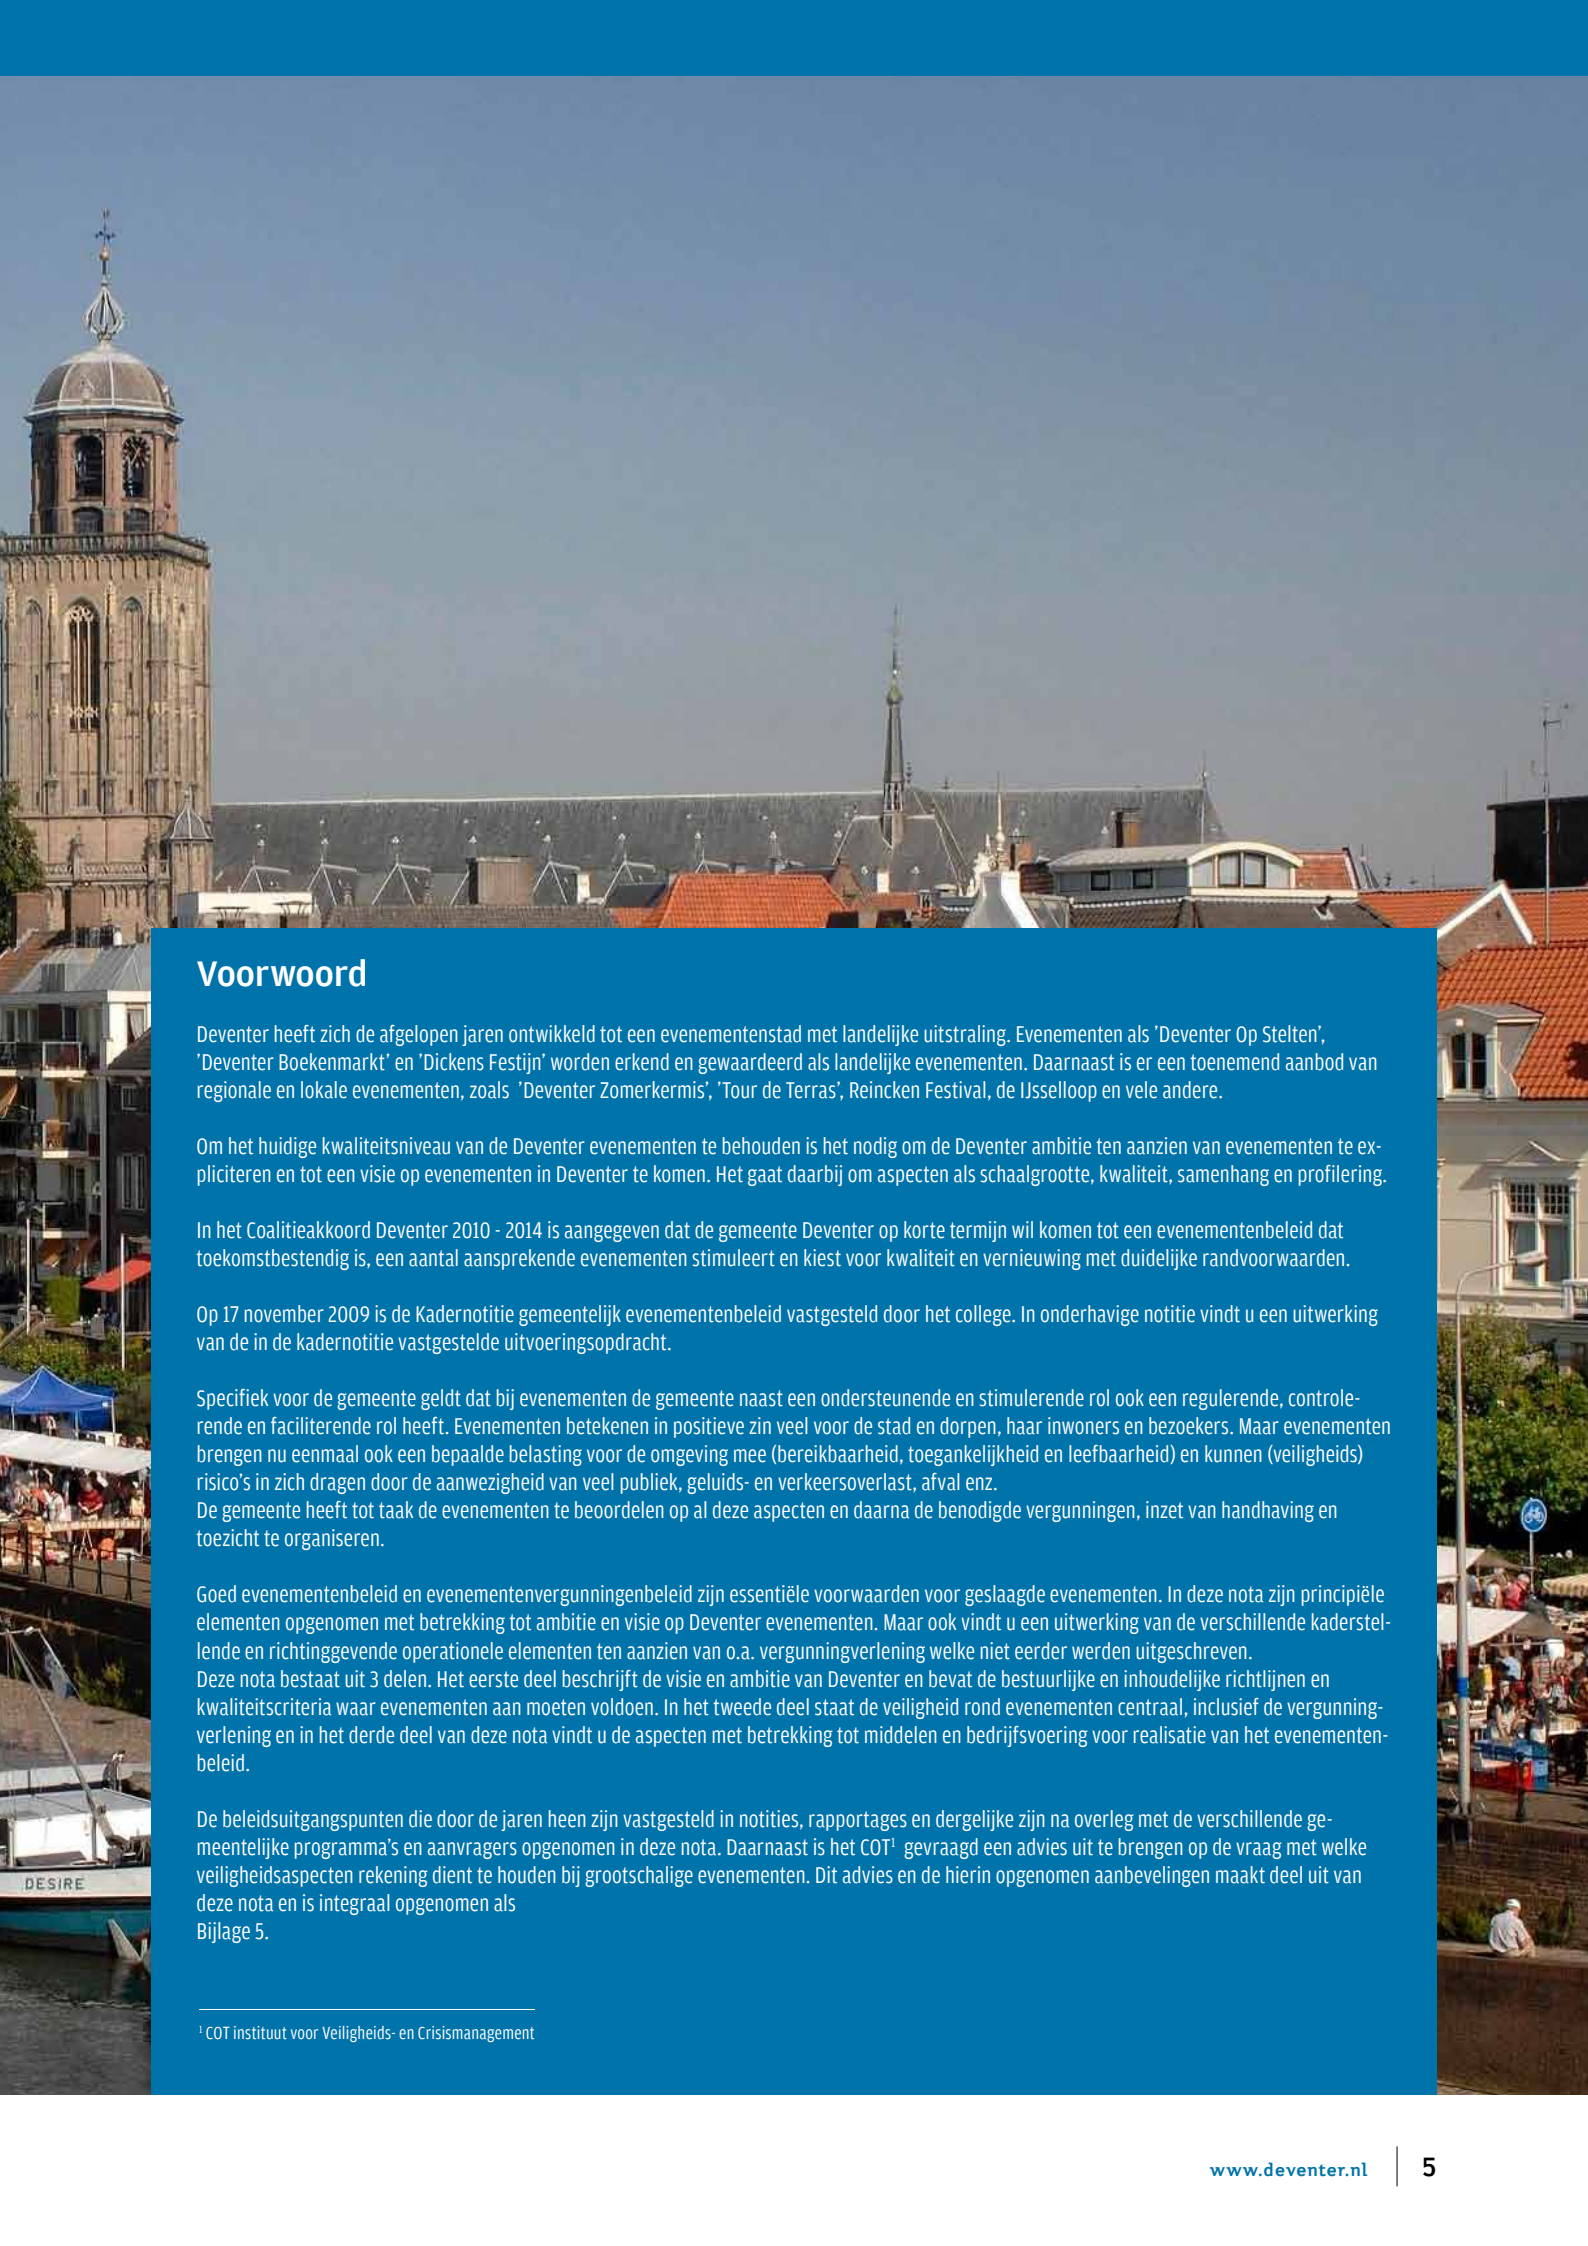 Voorwoord
Deventer heeft zich de afgelopen jaren ontwikkeld tot een evenementenstad met landelijke uitstraling. Evenementen als ’Deventer Op Stelten’,
’Deventer Boekenmarkt’ en ’Dickens Festijn’ worden erkend en gewaardeerd als landelijke evenementen. Daarnaast is er een toenemend aanbod van
regionale en lokale evenementen, zoals ’Deventer Zomerkermis’, ’Tour de Terras’, Reincken Festival, de IJsselloop en vele andere.
Om het huidige kwaliteitsniveau van de Deventer evenementen te behouden is het nodig om de Deventer ambitie ten aanzien van evenementen te ex-
pliciteren en tot een visie op evenementen in Deventer te komen. Het gaat daarbij om aspecten als schaalgrootte, kwaliteit, samenhang en profilering.
In het Coalitieakkoord Deventer 2010 - 2014 is aangegeven dat de gemeente Deventer op korte termijn wil komen tot een evenementenbeleid dat
toekomstbestendig is, een aantal aansprekende evenementen stimuleert en kiest voor kwaliteit en vernieuwing met duidelijke randvoorwaarden.
Op 17 november 2009 is de Kadernotitie gemeentelijk evenementenbeleid vastgesteld door het college. In onderhavige notitie vindt u een uitwerking
van de in de kadernotitie vastgestelde uitvoeringsopdracht.
Specifiek voor de gemeente geldt dat bij evenementen de gemeente naast een ondersteunende en stimulerende rol ook een regulerende, controle-
rende en faciliterende rol heeft. Evenementen betekenen in positieve zin veel voor de stad en dorpen, haar inwoners en bezoekers. Maar evenementen
brengen nu eenmaal ook een bepaalde belasting voor de omgeving mee (bereikbaarheid, toegankelijkheid en leefbaarheid) en kunnen (veiligheids)
risico’s in zich dragen door de aanwezigheid van veel publiek, geluids- en verkeersoverlast, afval enz.
De gemeente heeft tot taak de evenementen te beoordelen op al deze aspecten en daarna de benodigde vergunningen, inzet van handhaving en
toezicht te organiseren.
Goed evenementenbeleid en evenementenvergunningenbeleid zijn essentiële voorwaarden voor geslaagde evenementen. In deze nota zijn principiële
elementen opgenomen met betrekking tot ambitie en visie op Deventer evenementen. Maar ook vindt u een uitwerking van de verschillende kaderstel-
lende en richtinggevende operationele elementen ten aanzien van o.a. vergunningverlening welke niet eerder werden uitgeschreven.
Deze nota bestaat uit 3 delen. Het eerste deel beschrijft de visie en ambitie van Deventer en bevat de bestuurlijke en inhoudelijke richtlijnen en
kwaliteitscriteria waar evenementen aan moeten voldoen. In het tweede deel staat de veiligheid rond evenementen centraal, inclusief de vergunning-
verlening en in het derde deel van deze nota vindt u de aspecten met betrekking tot middelen en bedrijfsvoering voor realisatie van het evenementen-
beleid.
De beleidsuitgangspunten die door de jaren heen zijn vastgesteld in notities, rapportages en dergelijke zijn na overleg met de verschillende ge-
meentelijke programma’s en aanvragers opgenomen in deze nota. Daarnaast is het COT¹ gevraagd een advies uit te brengen op de vraag met welke
veiligheidsaspecten rekening dient te houden bij grootschalige evenementen. Dit advies en de hierin opgenomen aanbevelingen maakt deel uit van
deze nota en is integraal opgenomen als
Bijlage 5.
DESIRE
¹ COT instituut voor Veiligheids- en Crisismanagement
www.deventer.nl 5